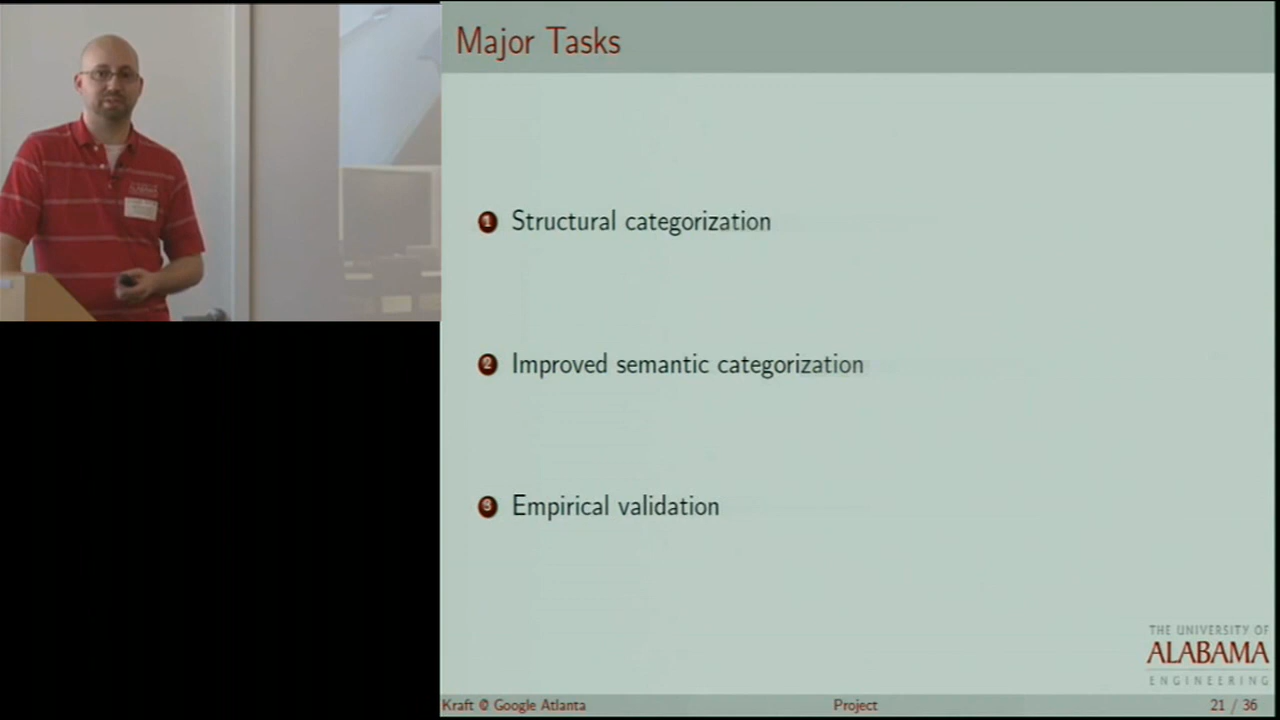 Major Tasks
1 Structural categorization
2 Improved semantic categorization
3 Empirical validation
THE UNIVERSITY OF
ALABAMA
ENGINEERING
Kraft @ Google Atlanta Project 21 / 36
ALABAMA